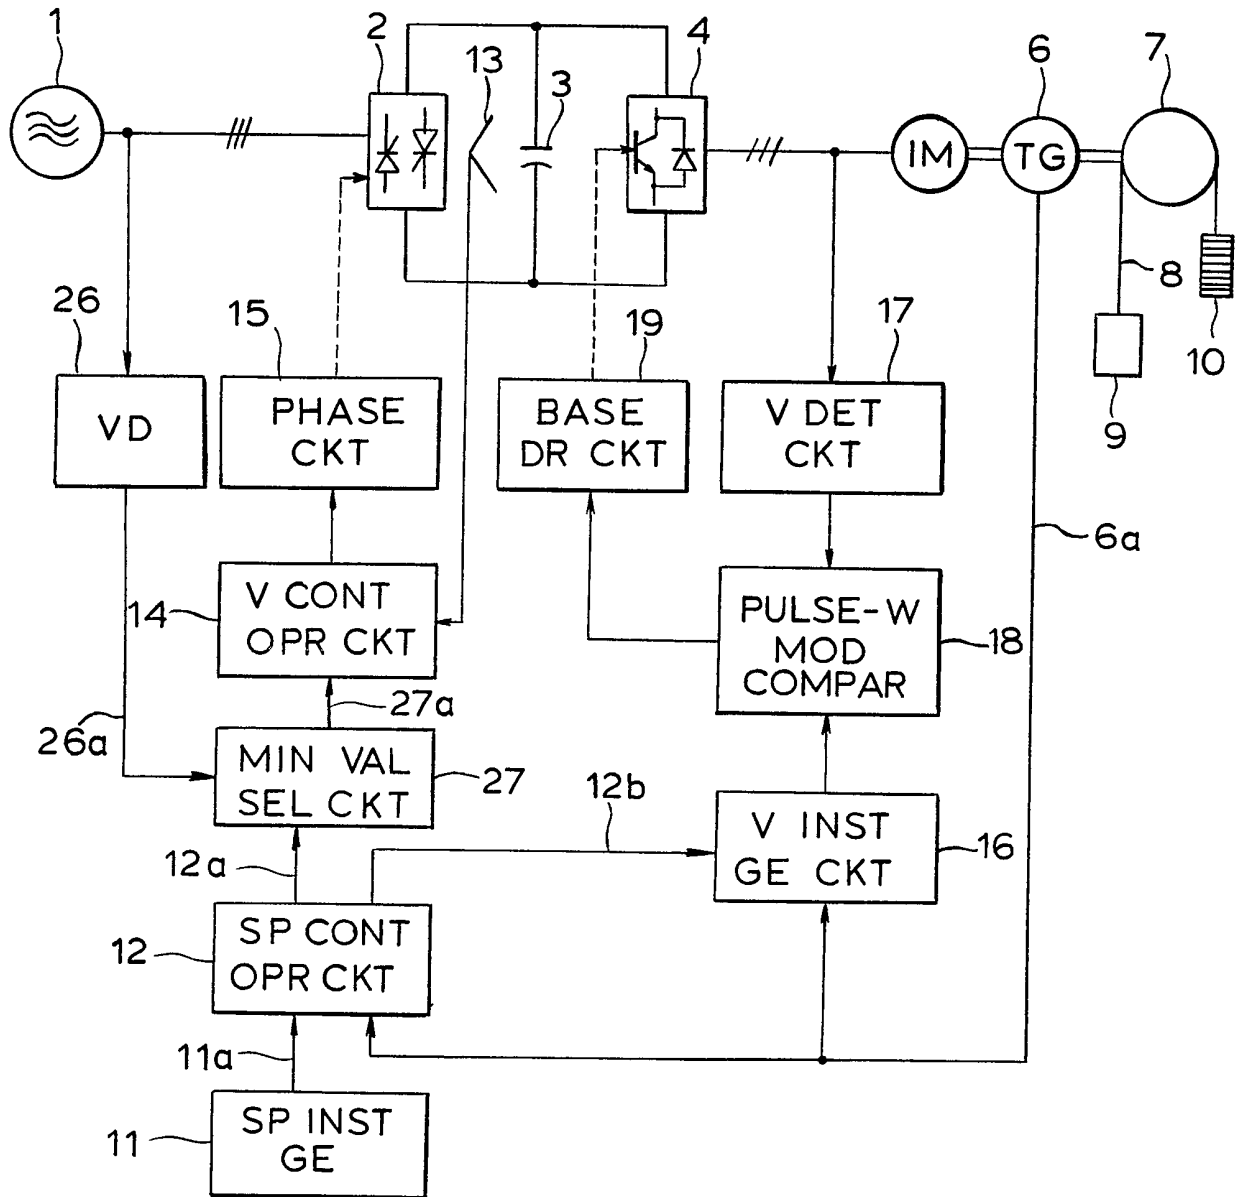 1
2
13
3
4
6
7
IM
TG
8
10
9
26
15
19
17
VD
PHASE
CKT
BASE
DR CKT
V DET
CKT
6a
14
V CONT
OPR CKT
PULSE-W
MOD
COMPAR
18
27a
26a
MIN VAL
SEL CKT
27
12b
12a
V INST
GE CKT
16
12
SP CONT
OPR CKT
11a
11
SP INST
GE